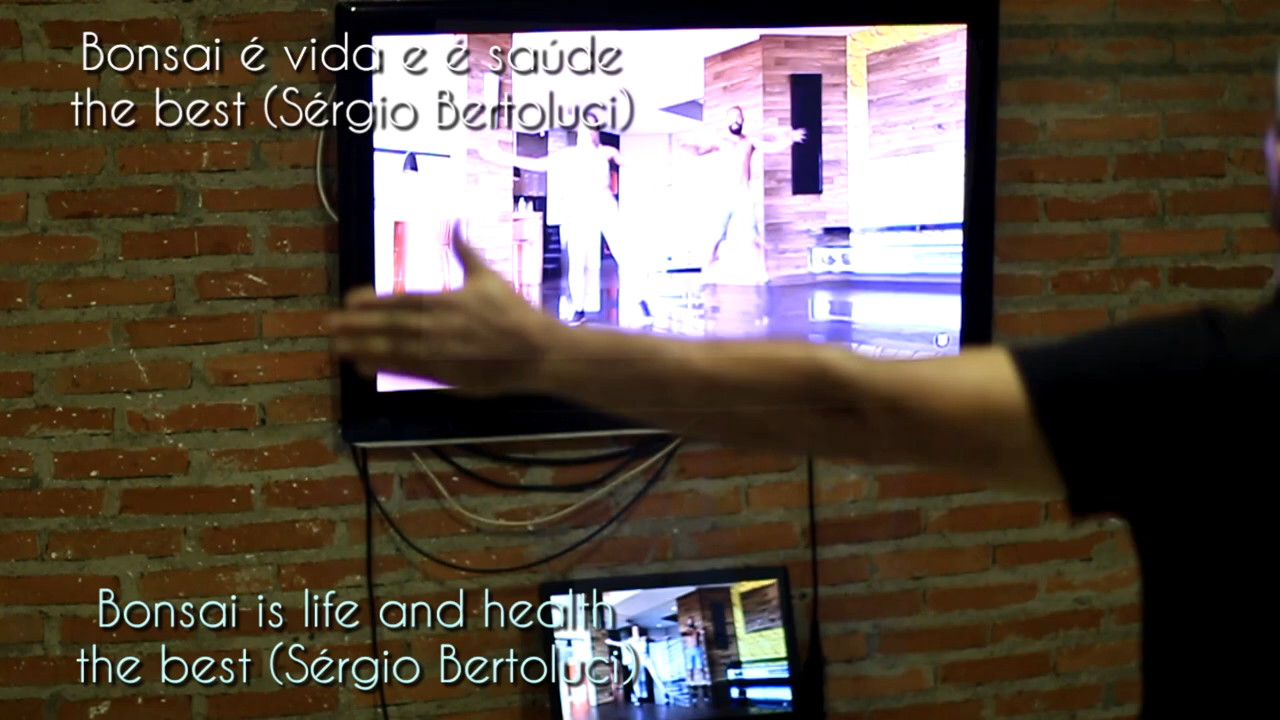 Bonsai é vida e é saúde
the best (Sérgio Bertoluci)
Bonsai is life and health
the best (Sérgio Bertoluci)